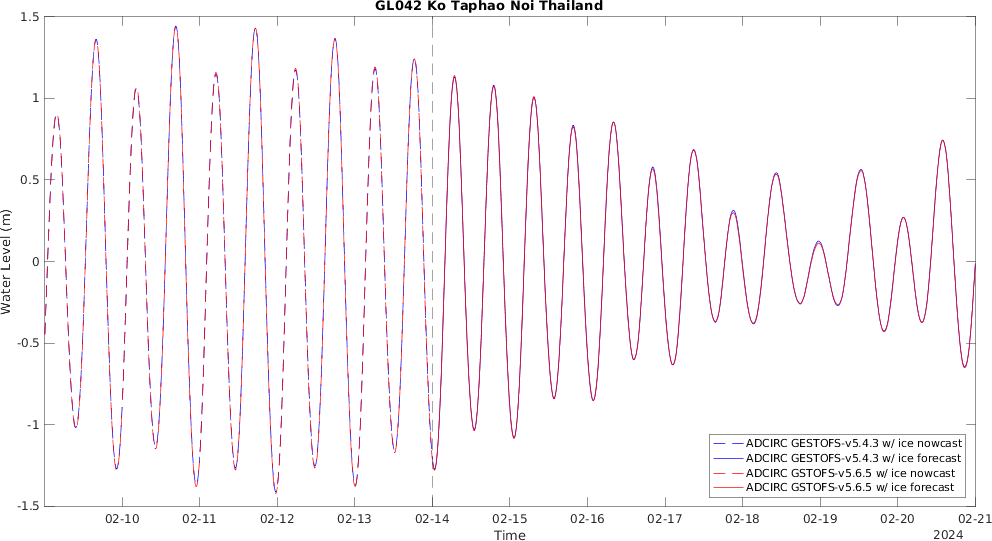 GL042 Ko Taphao Noi Thailand
1.5
1
0.5
0
-0.5
-1
-1.5
Water Level (m)
ADCIRC GESTOFS-v5.4.3 w/ ice nowcast
ADCIRC GESTOFS-v5.4.3 w/ ice forecast
ADCIRC GSTOFS-v5.6.5 w/ ice nowcast
ADCIRC GSTOFS-v5.6.5 w/ ice forecast
02-10 02-11 02-12 02-13 02-14 02-15 02-16 02-17 02-18 02-19 02-20 02-21
Time
2024